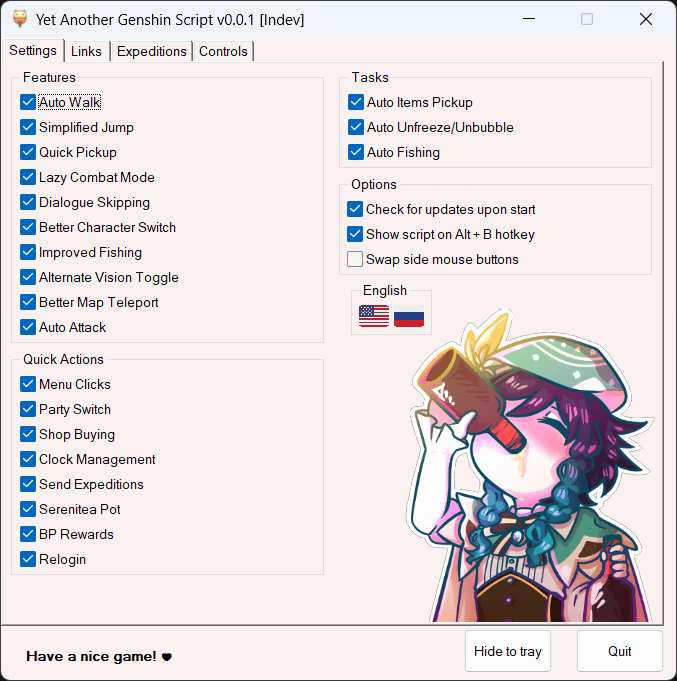 Yet Another Genshin Script v0.0.1 [Indev]
Settings Links Expeditions Controls
Features
Auto Walk
Simplified Jump
Quick Pickup
Lazy Combat Mode
Dialogue Skipping
Better Character Switch
Improved Fishing
Alternate Vision Toggle
Better Map Teleport
Auto Attack
Quick Actions
Menu Clicks
Party Switch
Shop Buying
Clock Management
Send Expeditions
Serenitea Pot
BP Rewards
Relogin
Tasks
Auto Items Pickup
Auto Unfreeze/Unbubble
Auto Fishing
Options
Check for updates upon start
Show script on Alt + B hotkey
Swap side mouse buttons
English
Have a nice game! ♥
Hide to tray
Quit